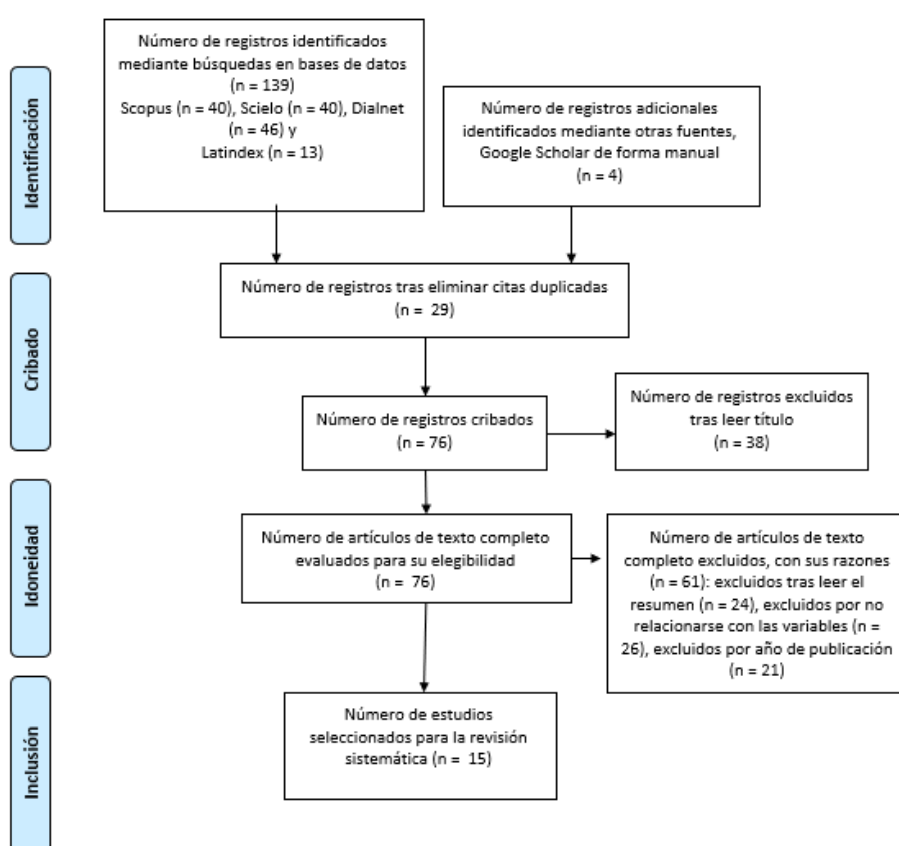 Identificación
Número de registros identificados
mediante búsquedas en bases de datos
(n = 139)
Scopus (n = 40), Scielo (n = 40), Dialnet
(n = 46) y
Latindex (n = 13)
Número de registros adicionales
identificados mediante otras fuentes,
Google Scholar de forma manual
(n = 4)
Cribado
Número de registros tras eliminar citas duplicadas
(n = 29)
Número de registros cribados
(n = 76)
Número de registros excluidos
tras leer título
(n = 38)
Idoneidad
Número de artículos de texto completo
evaluados para su elegibilidad
(n = 76)
Número de artículos de texto
completo excluidos, con sus razones
(n = 61): excluidos tras leer el
resumen (n = 24), excluidos por no
relacionarse con las variables (n =
26), excluidos por año de publicación
(n = 21)
Inclusión
Número de estudios
seleccionados para la revisión
sistemática (n = 15)